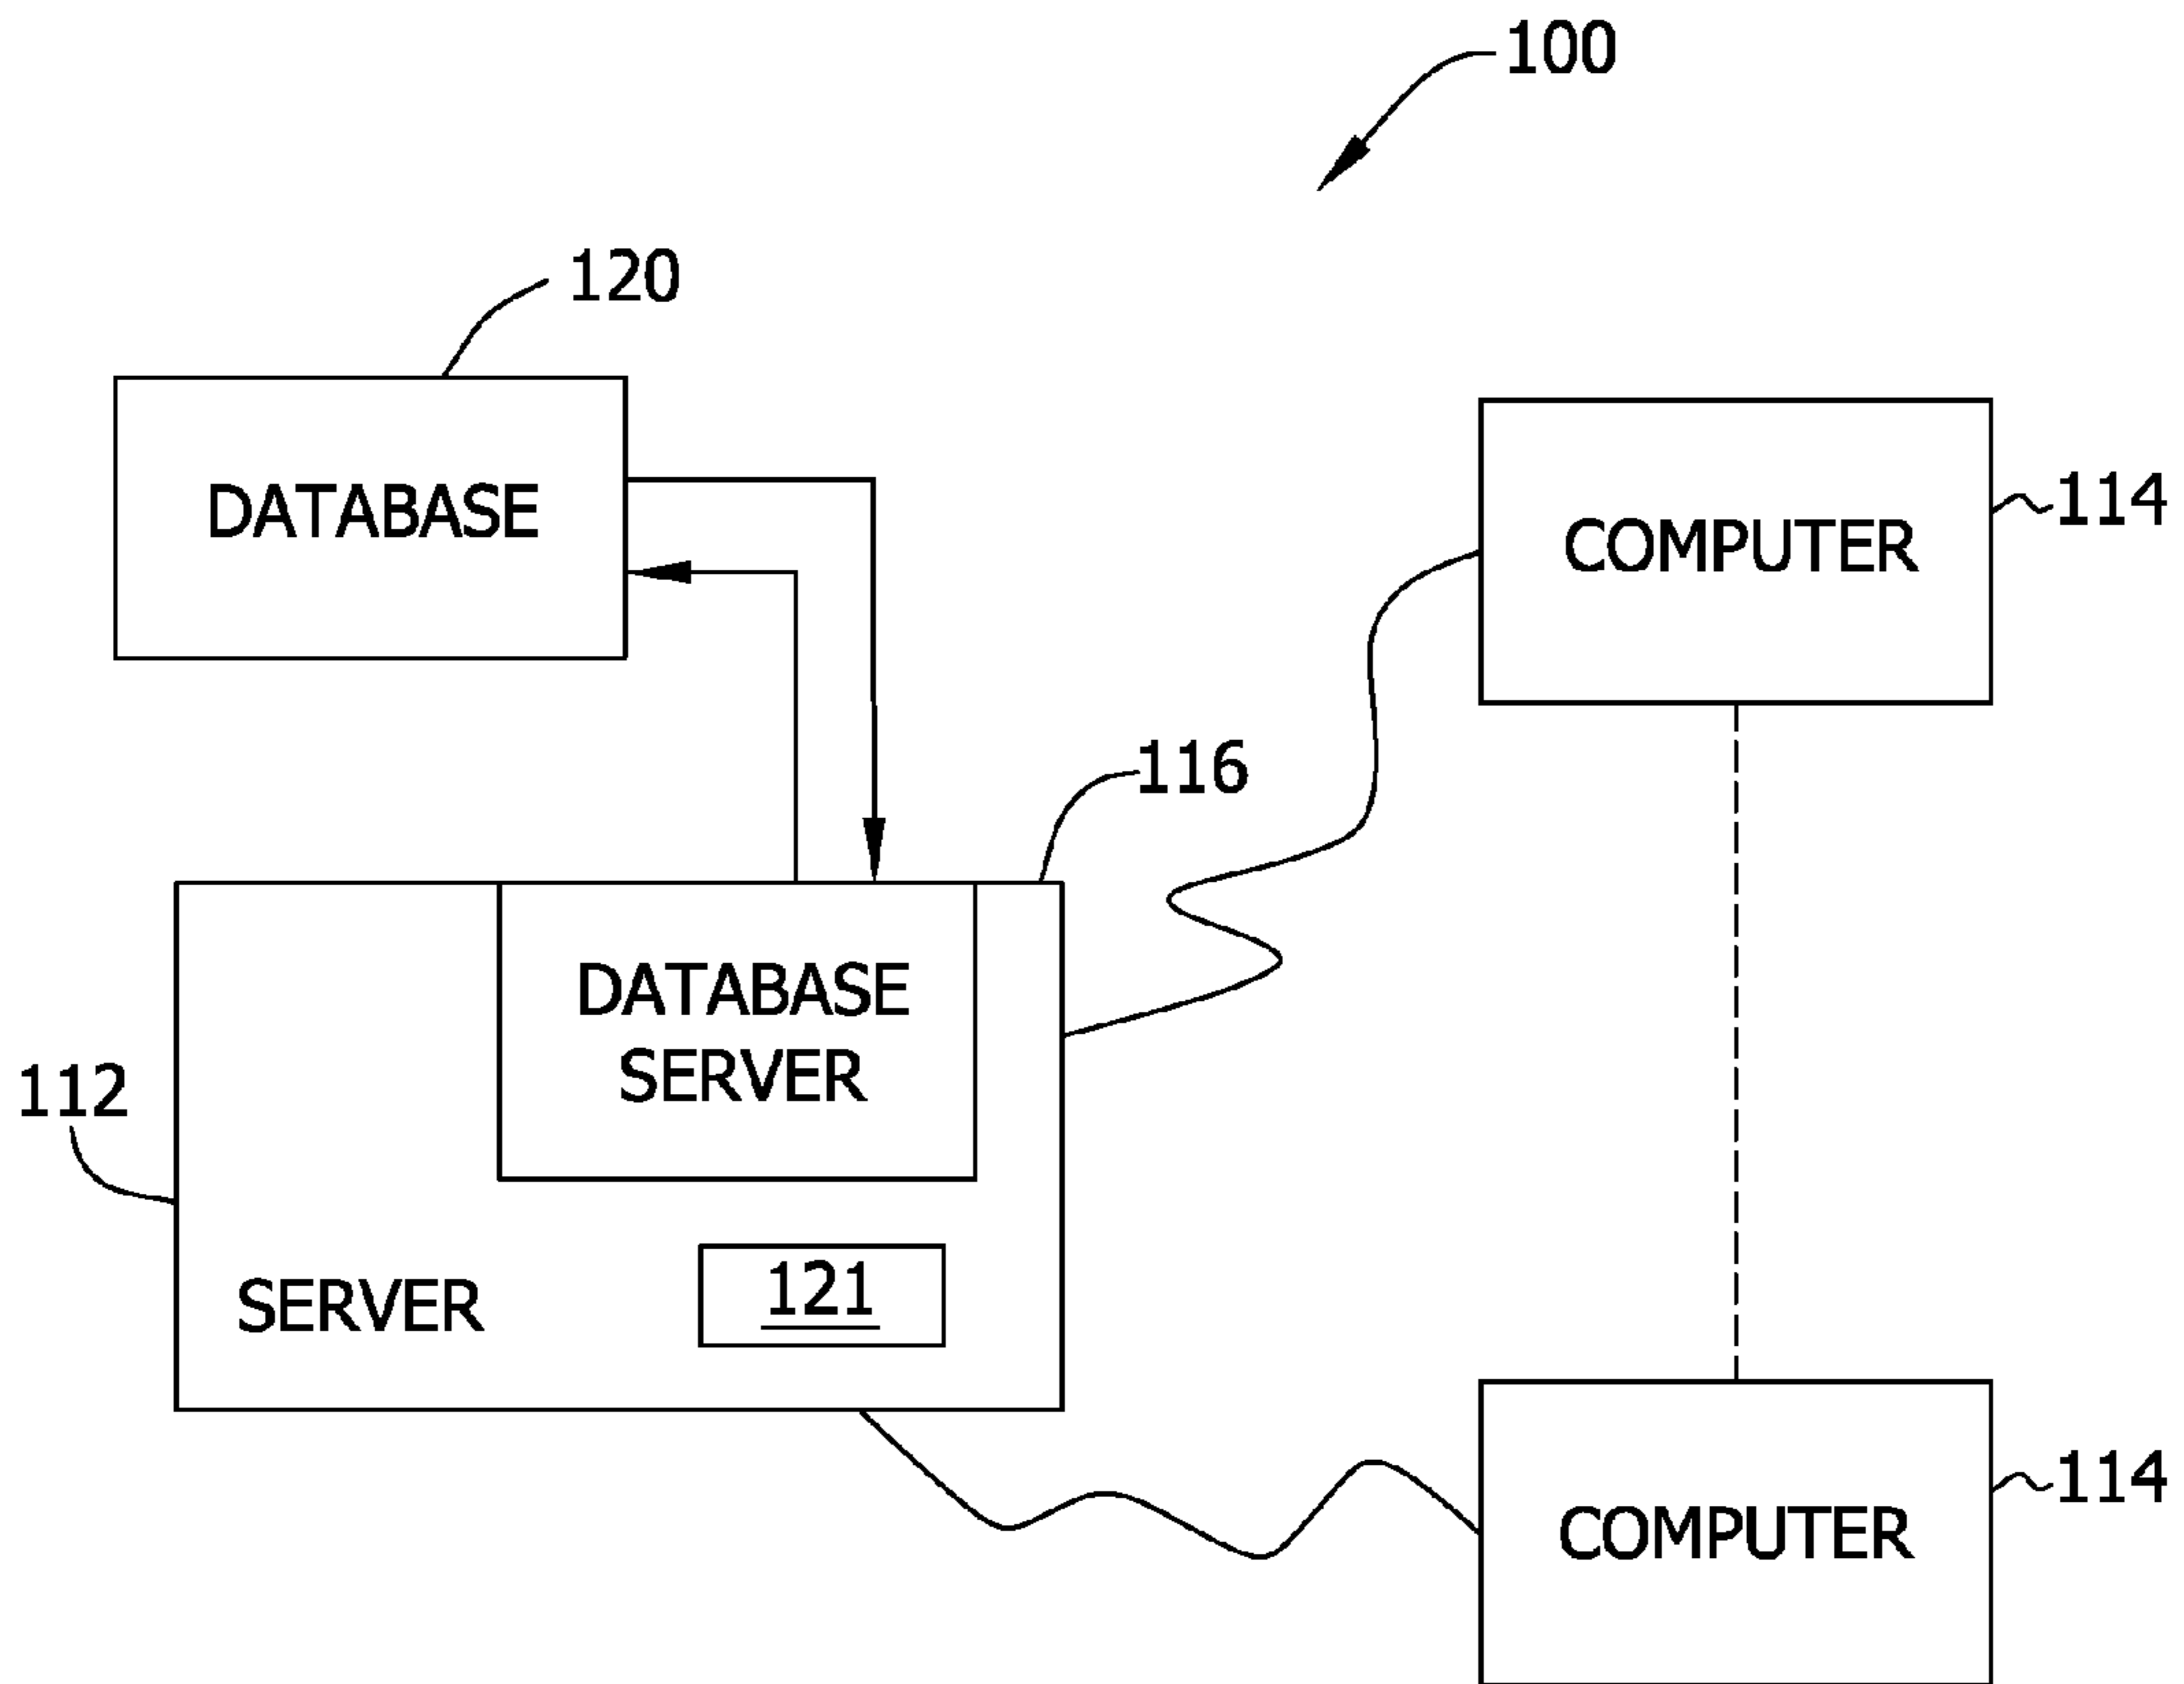 100
120
DATABASE
COMPUTER
114
116
DATABASE
SERVER
112
SERVER
121
COMPUTER
114